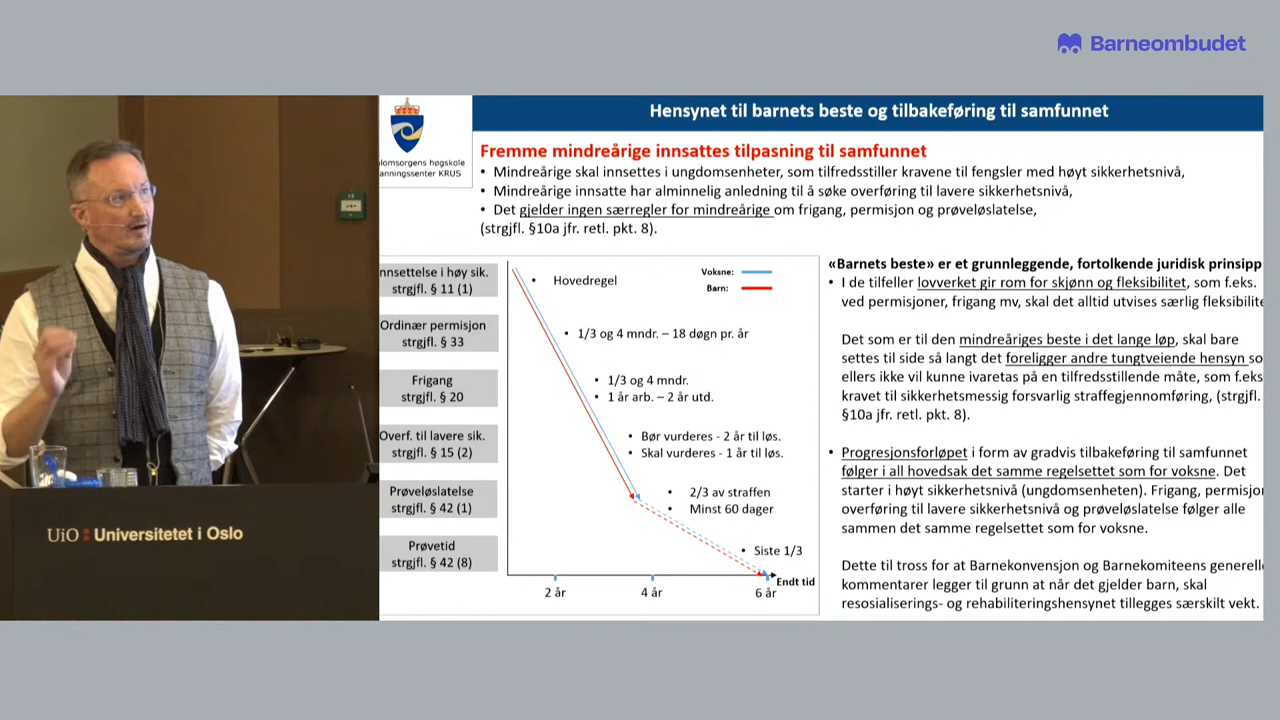 Barneombudet
Hensynet til barnets beste og tilbakeføring til samfunnet
lomsorgens høgskole
anningssenter KRUS
Fremme mindreårige innsattes tilpasning til samfunnet
• Mindreårige skal innsettes i ungdomsenheter, som tilfredsstiller kravene til fengsler med høyt sikkerhetsnivå,
• Mindreårige innsatte har alminnelig anledning til å søke overføring til lavere sikkerhetsnivå,
• Det gjelder ingen særregler for mindreårige om frigang, permisjon og prøveløslatelse,
(strgjfl. §10a jfr. retl. pkt. 8).
nnsettelse i høy sik.
strgjfl. § 11 (1)
Ordinær permisjon
strgjfl. § 33
Frigang
strgjfl. § 20
Overf. til lavere sik.
strgjfl. § 15 (2)
Prøveløslatelse
strgjfl. § 42 (1)
Prøvetid
strgjfl. § 42 (8)
• Hovedregel
Voksne:
Barn:
• 1/3 og 4 mndr. – 18 døgn pr. år
• 1/3 og 4 mndr.
• 1 år arb. – 2 år utd.
• Bør vurderes - 2 år til løs.
• Skal vurderes - 1 år til løs.
• 2/3 av straffen
• Minst 60 dager
• Siste 1/3
Endt tid
2 år
4 år
6 år
«Barnets beste» er et grunnleggende, fortolkende juridisk prinsipp
• I de tilfeller lovverket gir rom for skjønn og fleksibilitet, som f.eks.
ved permisjoner, frigang mv, skal det alltid utvises særlig fleksibilite
Det som er til den mindreåriges beste i det lange løp, skal bare
settes til side så langt det foreligger andre tungtveiende hensyn so
ellers ikke vil kunne ivaretas på en tilfredsstillende måte, som f.eks
kravet til sikkerhetsmessig forsvarlig straffegjennomføring, (strgjfl.
§10a jfr. retl. pkt. 8).
• Progresjonsforløpet i form av gradvis tilbakeføring til samfunnet
følger i all hovedsak det samme regelsettet som for voksne. Det
starter i høyt sikkerhetsnivå (ungdomsenheten). Frigang, permisjon
overføring til lavere sikkerhetsnivå og prøveløslatelse følger alle
sammen det samme regelsettet som for voksne.
Dette til tross for at Barnekonvensjon og Barnekomiteens generelle
kommentarer legger til grunn at når det gjelder barn, skal
resosialiserings- og rehabiliteringshensynet tillegges særskilt vekt.
UiO Universitetet i Oslo